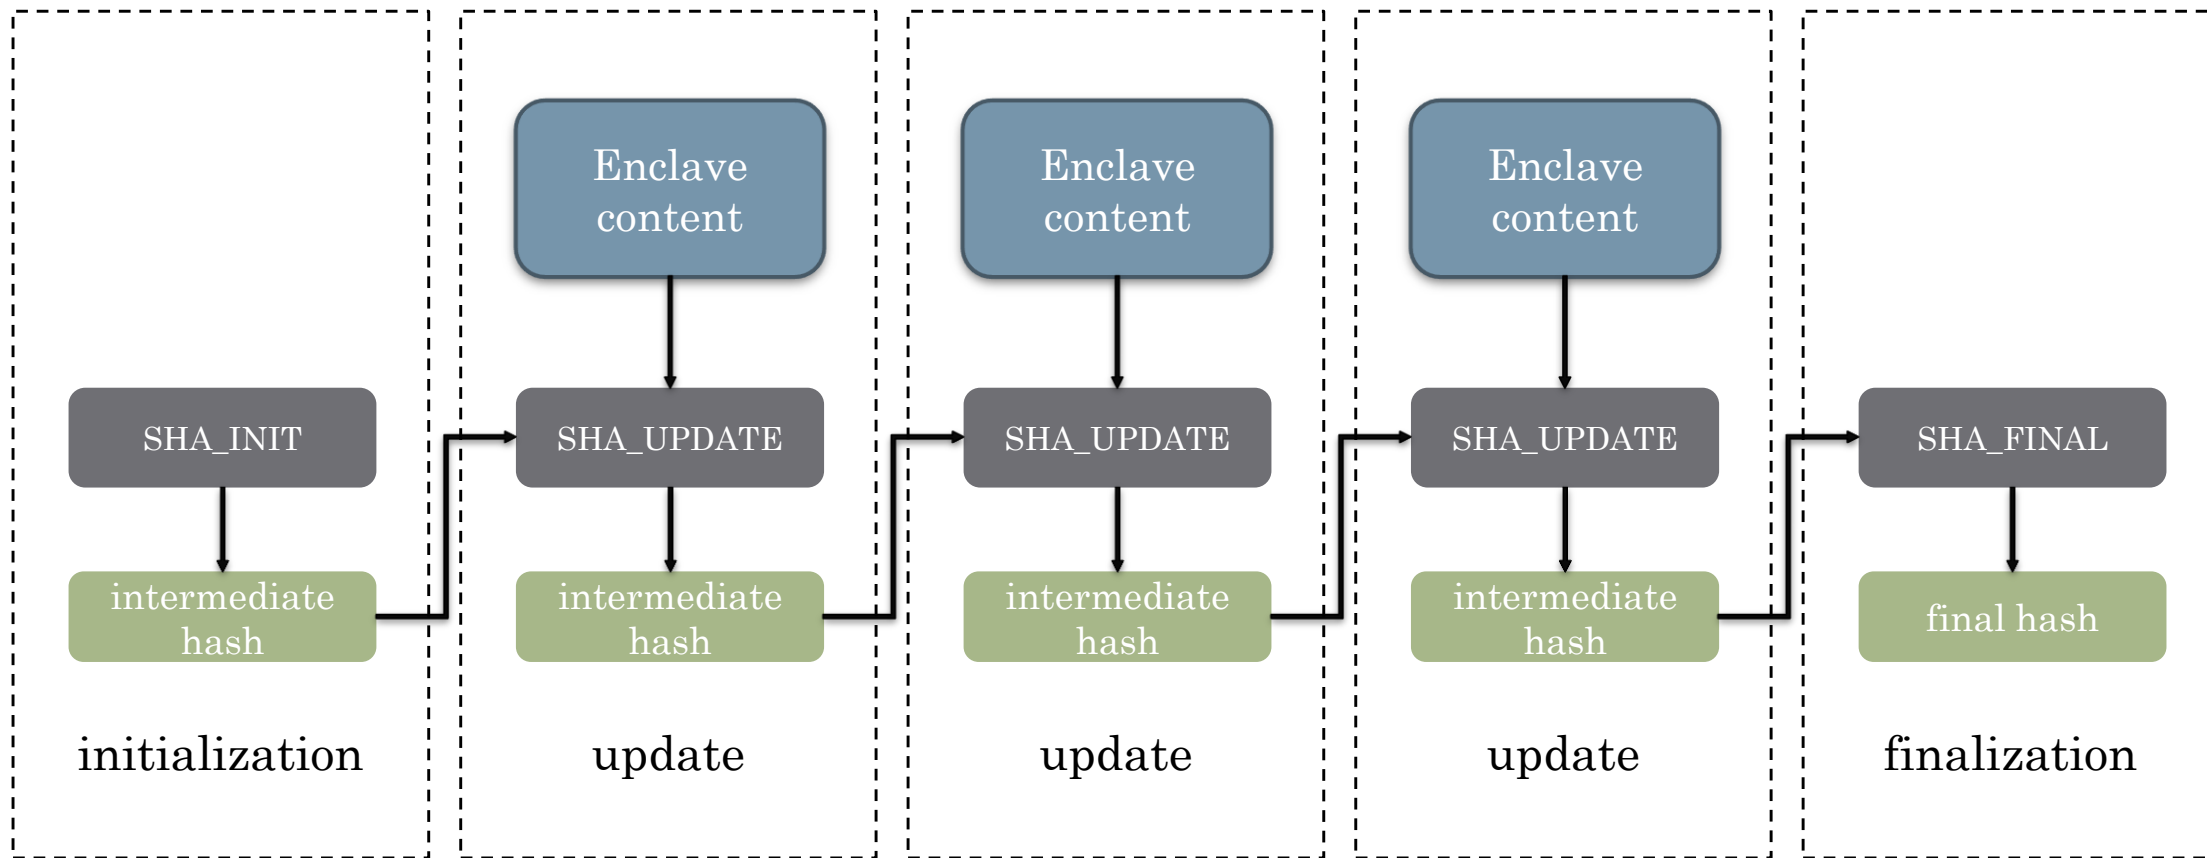 Enclave
content
Enclave
content
Enclave
content
SHA_INIT
SHA_UPDATE
SHA_UPDATE
SHA_UPDATE
SHA_FINAL
intermediate
hash
intermediate
hash
intermediate
hash
intermediate
hash
final hash
initialization
update
update
update
finalization